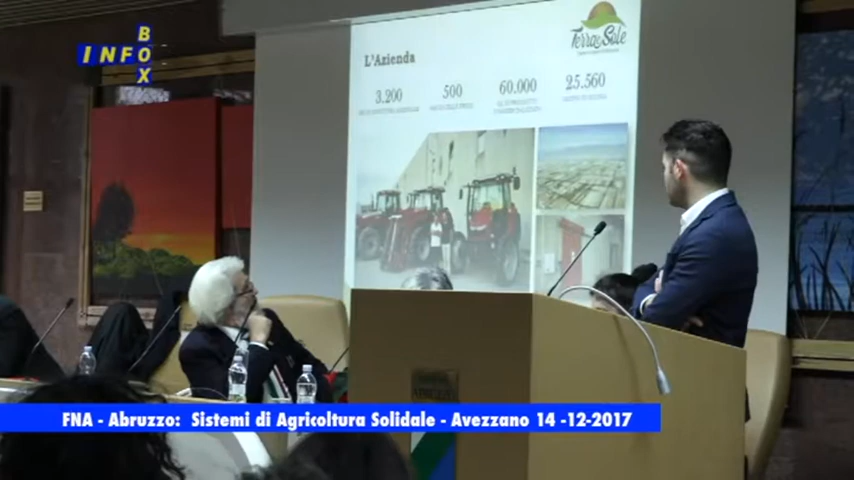 INFO
BOX
Terra e Sole
L'Azienda
3.200
500
60.000
25.560
FNA - Abruzzo: Sistemi di Agricoltura Solidale - Avezzano 14 -12-2017